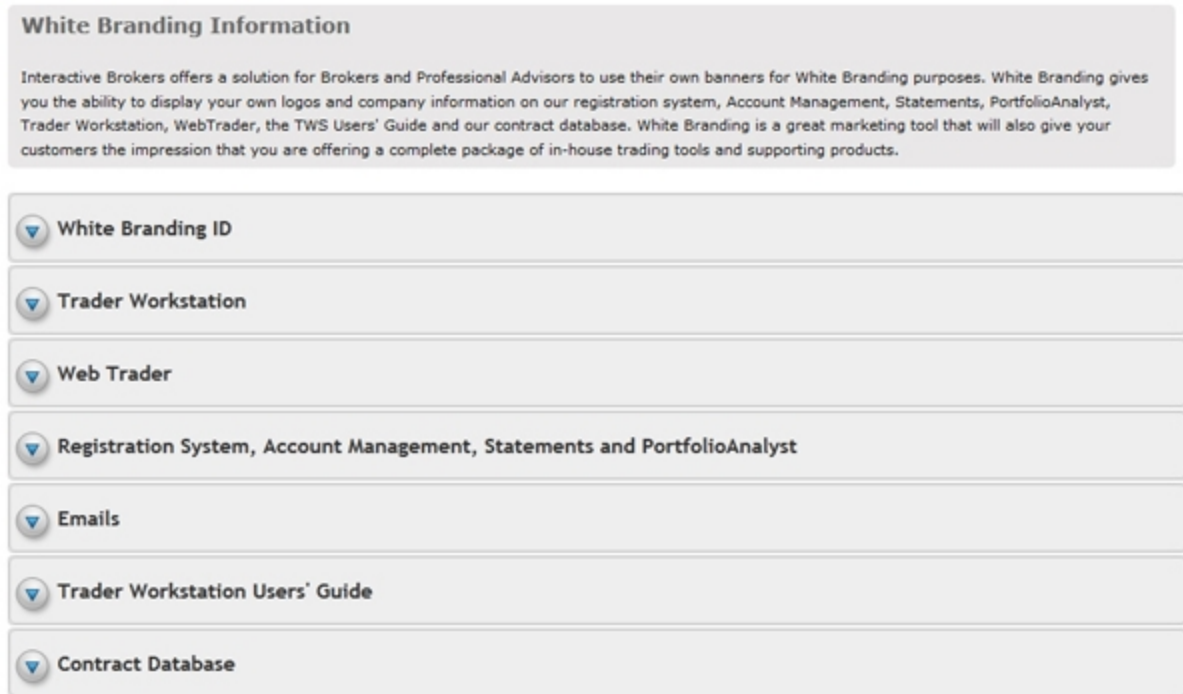 White Branding Information
Interactive Brokers offers a solution for Brokers and Professional Advisors to use their own banners for White Branding purposes. White Branding gives
you the ability to display your own logos and company information on our registration system, Account Management, Statements, PortfolioAnalyst,
Trader Workstation, WebTrader, the TWS Users' Guide and our contract database. White Branding is a great marketing tool that will also give your
customers the impression that you are offering a complete package of in-house trading tools and supporting products.
White Branding ID
Trader Workstation
Web Trader
Registration System, Account Management, Statements and PortfolioAnalyst
Emails
Trader Workstation Users' Guide
Contract Database